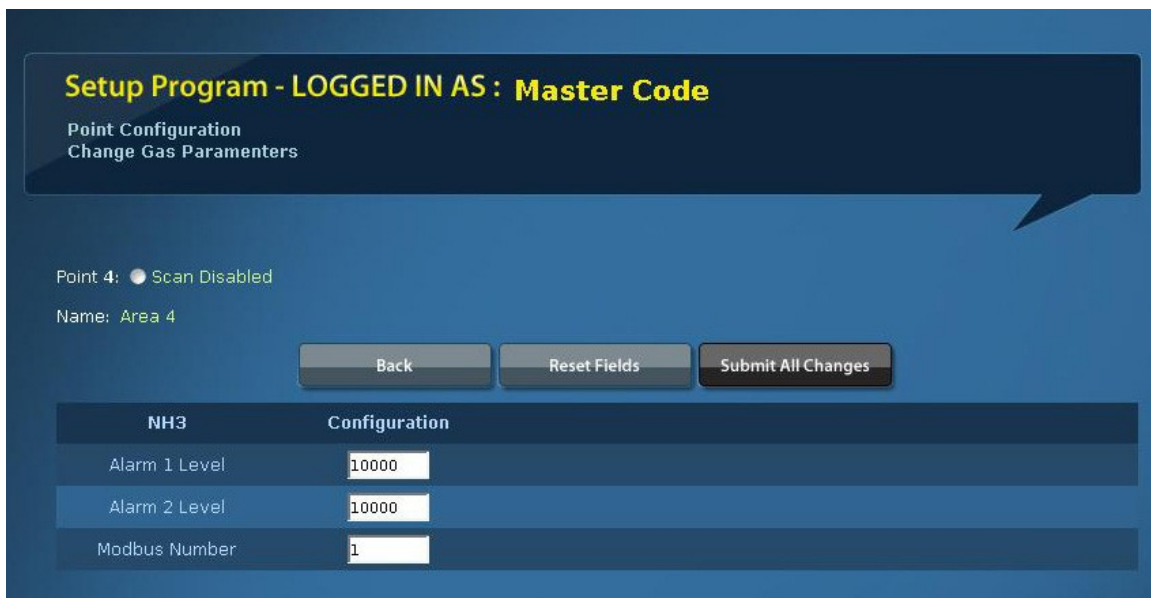 Setup Program - LOGGED IN AS : Master Code
Point Configuration
Change Gas Paramenters
Point 4: Scan Disabled
Name: Area 4
Back Reset Fields Submit All Changes
NH3 Configuration
Alarm 1 Level 10000
Alarm 2 Level 10000
Modbus Number 1